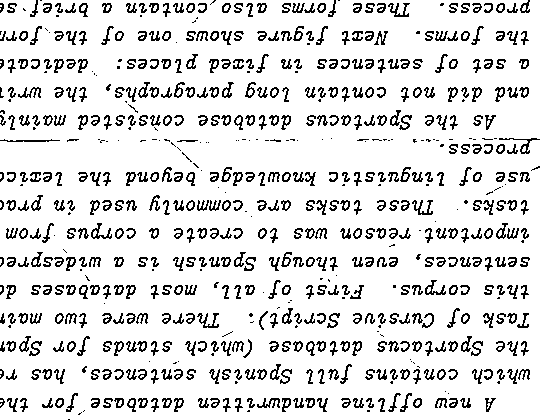 A new offline handwritten database for the
which contains full Spanish sentences, has re
the Spartacus database (which stands for Span
Task of Cursive Script). There were two main
this corpus. First of all, most databases do
sentences, even though Spanish is a widesprea
important reason was to create a corpus from
tasks. These tasks are commonly used in prac
use of linguistic knowledge beyond the lexica
process.
As the Spartacus database consisted mainly
and did not contain long paragraphs, the writ
a set of sentences in fixed places: dedicate
the forms. Next figure shows one of the form
process. These forms also contain a brief se